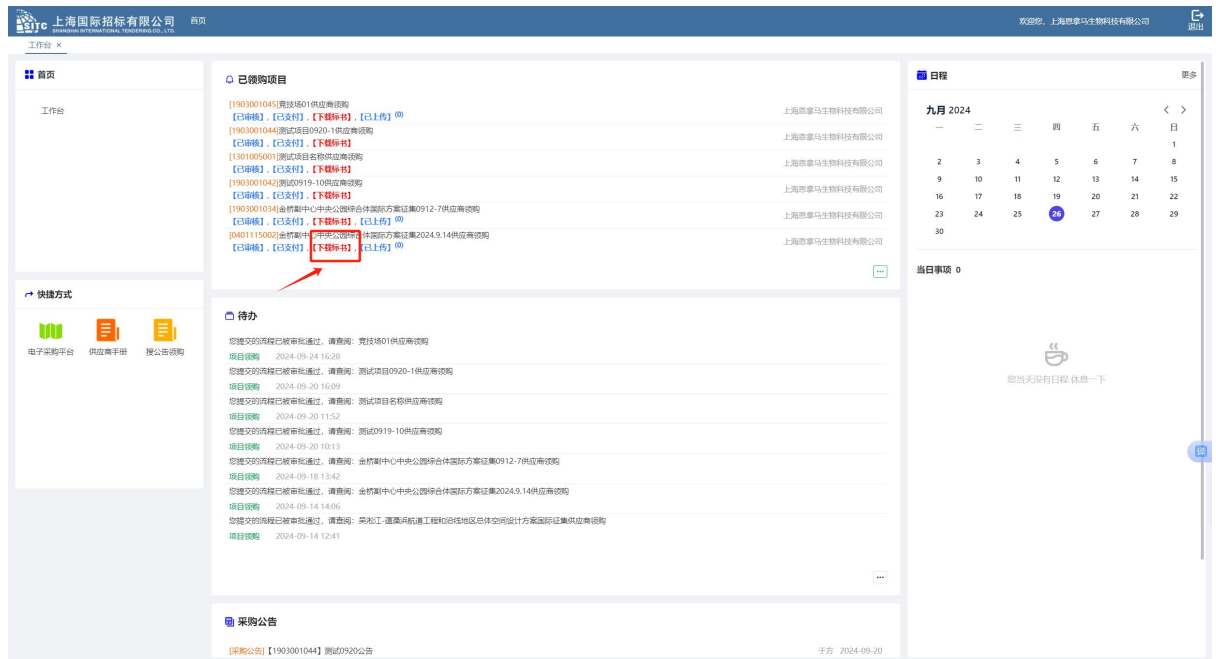 SITC 上海国际招标有限公司 首页
SHANGHAI INTERNATIONAL TENDERING CO., LTD
欢迎您，上海恩拿马生物科技有限公司
退出
工作台 ×
首页
工作台
快捷方式
电子采购平台 供应商手册 搜公告领购
已领购项目
[1903001045]竞技场01供应商领购
【已审核】,【已支付】,【下载标书】,【已上传】(0)
上海恩拿马生物科技有限公司
[1903001044]测试项目0920-1供应商领购
【已审核】,【已支付】,【下载标书】
上海恩拿马生物科技有限公司
[1301005001]测试项目名称供应商领购
【已审核】,【已支付】,【下载标书】
上海恩拿马生物科技有限公司
[1903001042]测试0919-10供应商领购
【已审核】,【已支付】,【下载标书】
上海恩拿马生物科技有限公司
[1903001034]金桥副中心中央公园综合体国际方案征集0912-7供应商领购
【已审核】,【已支付】,【下载标书】,【已上传】(0)
上海恩拿马生物科技有限公司
[0401115002]金桥副中心中央公园综合体国际方案征集2024.9.14供应商领购
【已审核】,【已支付】,【下载标书】,【已上传】(0)
上海恩拿马生物科技有限公司
待办
您提交的流程已被审批通过，请查阅：竞技场01供应商领购
项目领购 2024-09-24 16:28
您提交的流程已被审批通过，请查阅：测试项目0920-1供应商领购
项目领购 2024-09-20 16:09
您提交的流程已被审批通过，请查阅：测试项目名称供应商领购
项目领购 2024-09-20 11:52
您提交的流程已被审批通过，请查阅：测试0919-10供应商领购
项目领购 2024-09-20 10:13
您提交的流程已被审批通过，请查阅：金桥副中心中央公园综合体国际方案征集0912-7供应商领购
项目领购 2024-09-18 13:42
您提交的流程已被审批通过，请查阅：金桥副中心中央公园综合体国际方案征集2024.9.14供应商领购
项目领购 2024-09-14 14:06
您提交的流程已被审批通过，请查阅：吴淞江-蕰藻浜航道工程和沿线地区总体空间设计方案国际征集供应商领购
项目领购 2024-09-14 12:41
采购公告
[采购公告]【1903001044】测试0920公告 于方 2024-09-20
日程 更多
九月 2024 < >
一 二 三 四 五 六 日
1
2 3 4 5 6 7 8
9 10 11 12 13 14 15
16 17 18 19 20 21 22
23 24 25 26 27 28 29
30
当日事项 0
您当天没有日程 休息一下
译